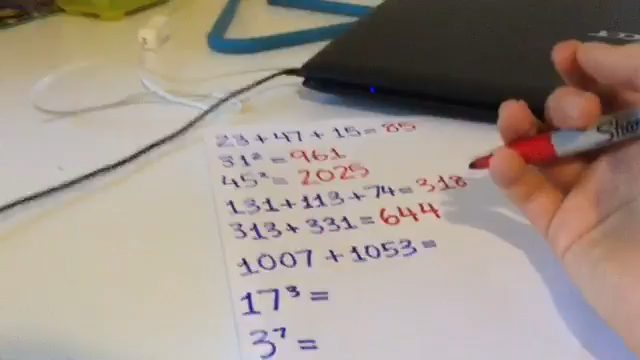 23 + 47 + 15 = 85
31² = 961
45² = 2025
131 + 113 + 74 = 318
313 + 331 = 644
1007 + 1053 =
17³ =
3⁷ =